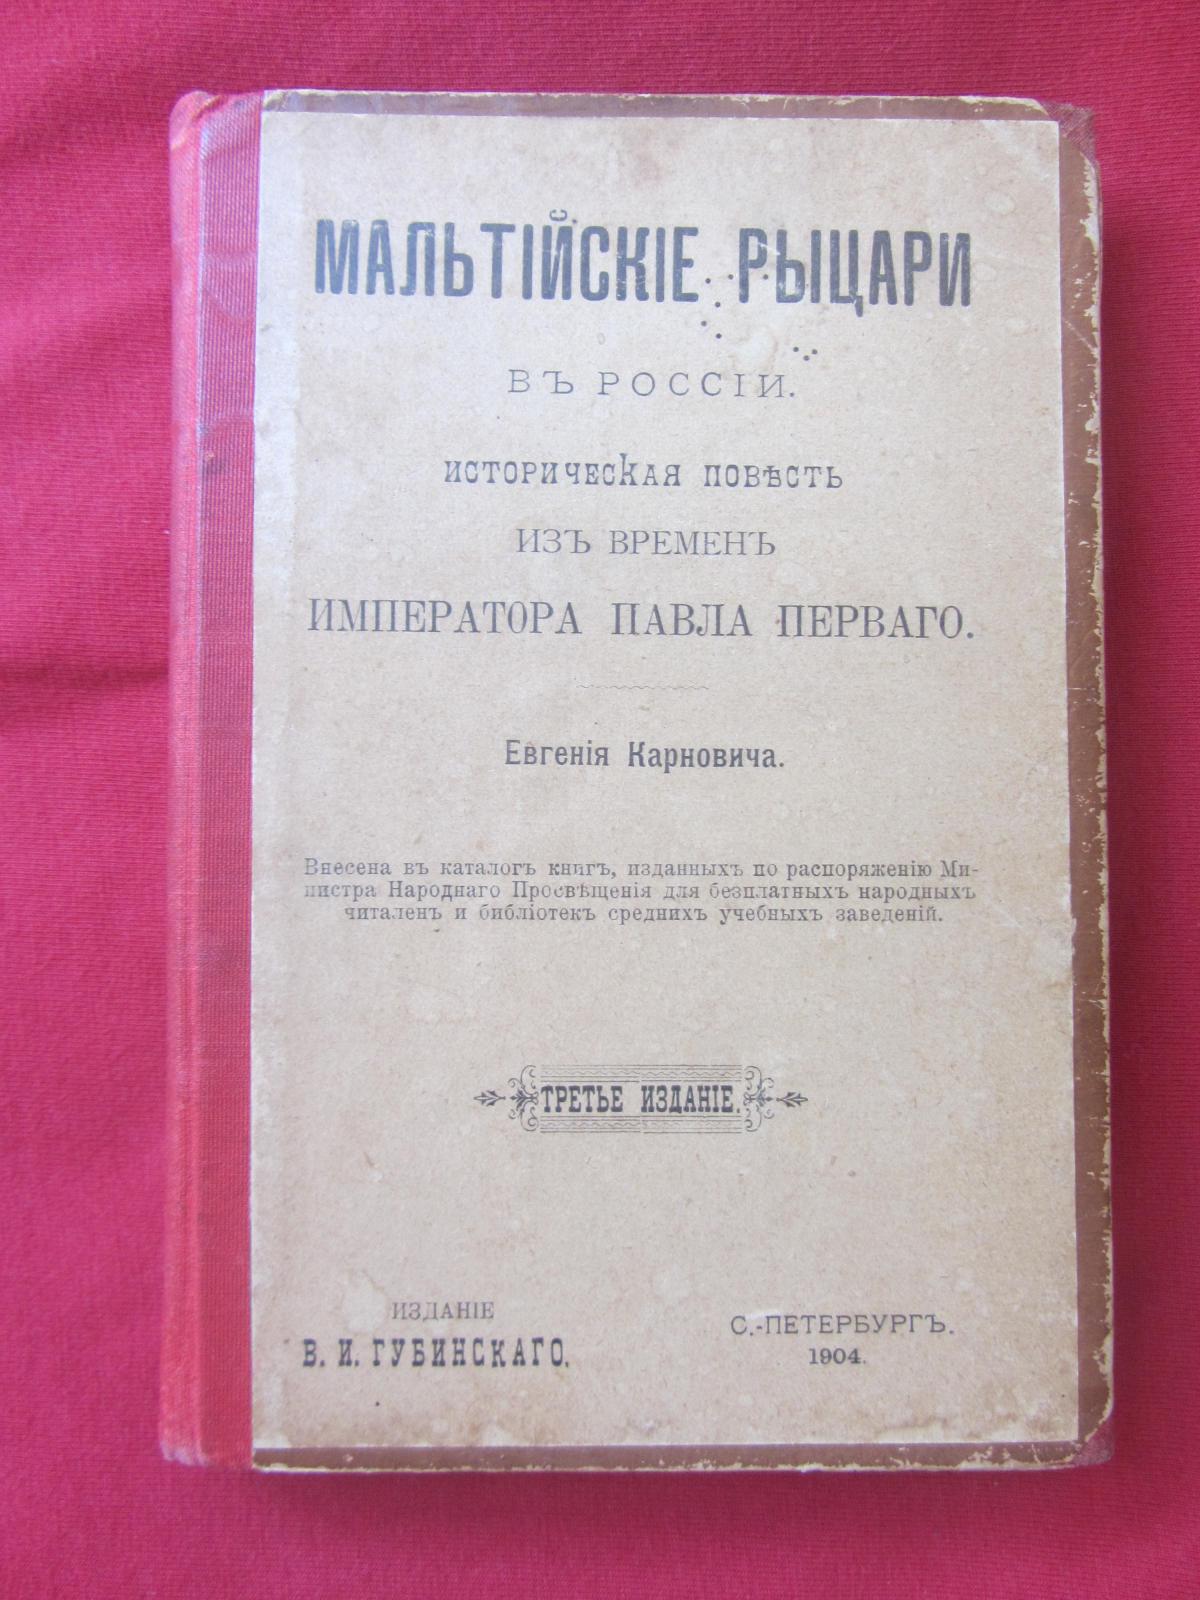 МАЛЬТІЙСКІЕ РЫЦАРИ
ВЪ РОССІИ.
ИСТОРИЧЕСКАЯ ПОВѢСТЬ
ИЗЪ ВРЕМЕНЪ
ИМПЕРАТОРА ПАВЛА ПЕРВАГО.
Евгенія Карновича.
Внесена въ каталогъ книгъ, изданныхъ по распоряженію Ми-
нистра Народнаго Просвѣщенія для безплатныхъ народныхъ
читаленъ и библіотекъ среднихъ учебныхъ заведеній.
ТРЕТЬЕ ИЗДАНІЕ.
ИЗДАНІЕ
В. И. ГУБИНСКАГО.
С.-ПЕТЕРБУРГЪ.
1904.